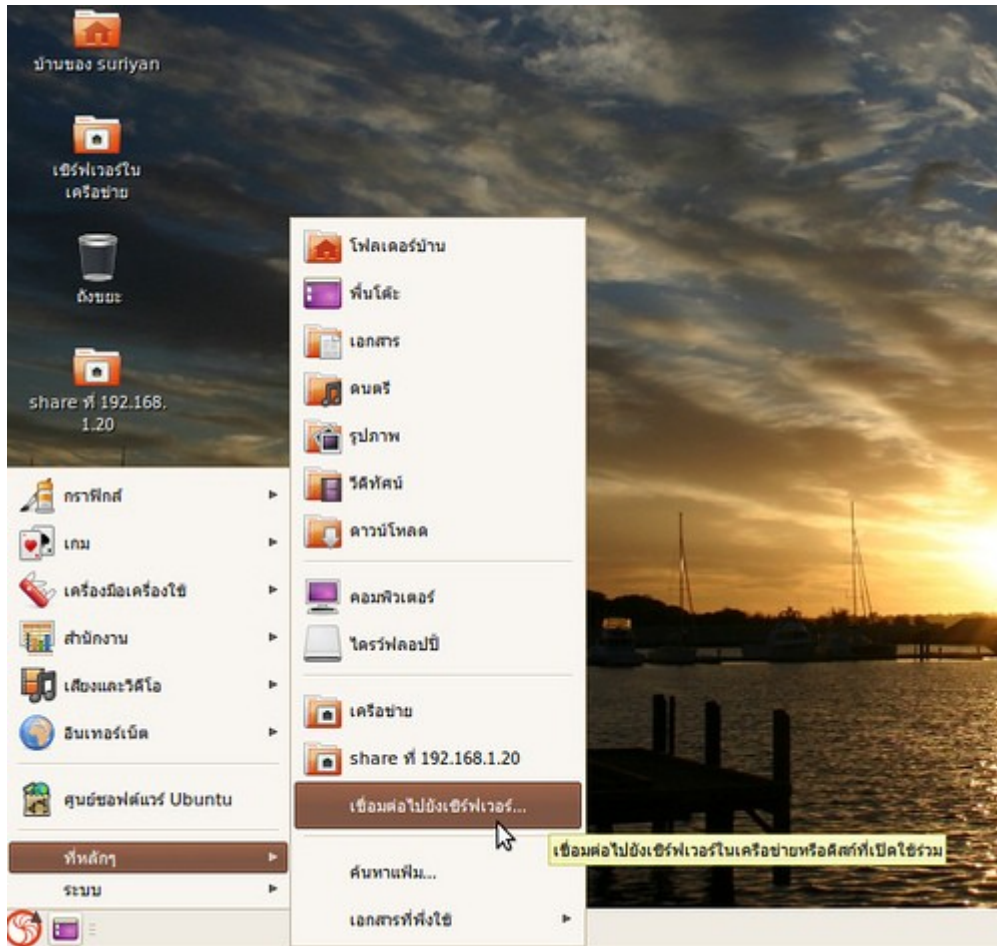 บ้านของ suriyan
เซิร์ฟเวอร์ใน
เครือข่าย
ถังขยะ
share ที่ 192.168.
1.20
กราฟิกส์
เกม
เครื่องมือเครื่องใช้
สำนักงาน
เสียงและวิดีโอ
อินเทอร์เน็ต
ศูนย์ซอฟต์แวร์ Ubuntu
ที่หลักๆ
ระบบ
โฟลเดอร์บ้าน
พื้นโต๊ะ
เอกสาร
ดนตรี
รูปภาพ
วีดิทัศน์
ดาวน์โหลด
คอมพิวเตอร์
ไดรว์ฟลอปปี้
เครือข่าย
share ที่ 192.168.1.20
เชื่อมต่อไปยังเซิร์ฟเวอร์...
เชื่อมต่อไปยังเซิร์ฟเวอร์ในเครือข่ายหรือดิสก์ที่เปิดใช้ร่วม
ค้นหาแฟ้ม...
เอกสารที่พึ่งใช้